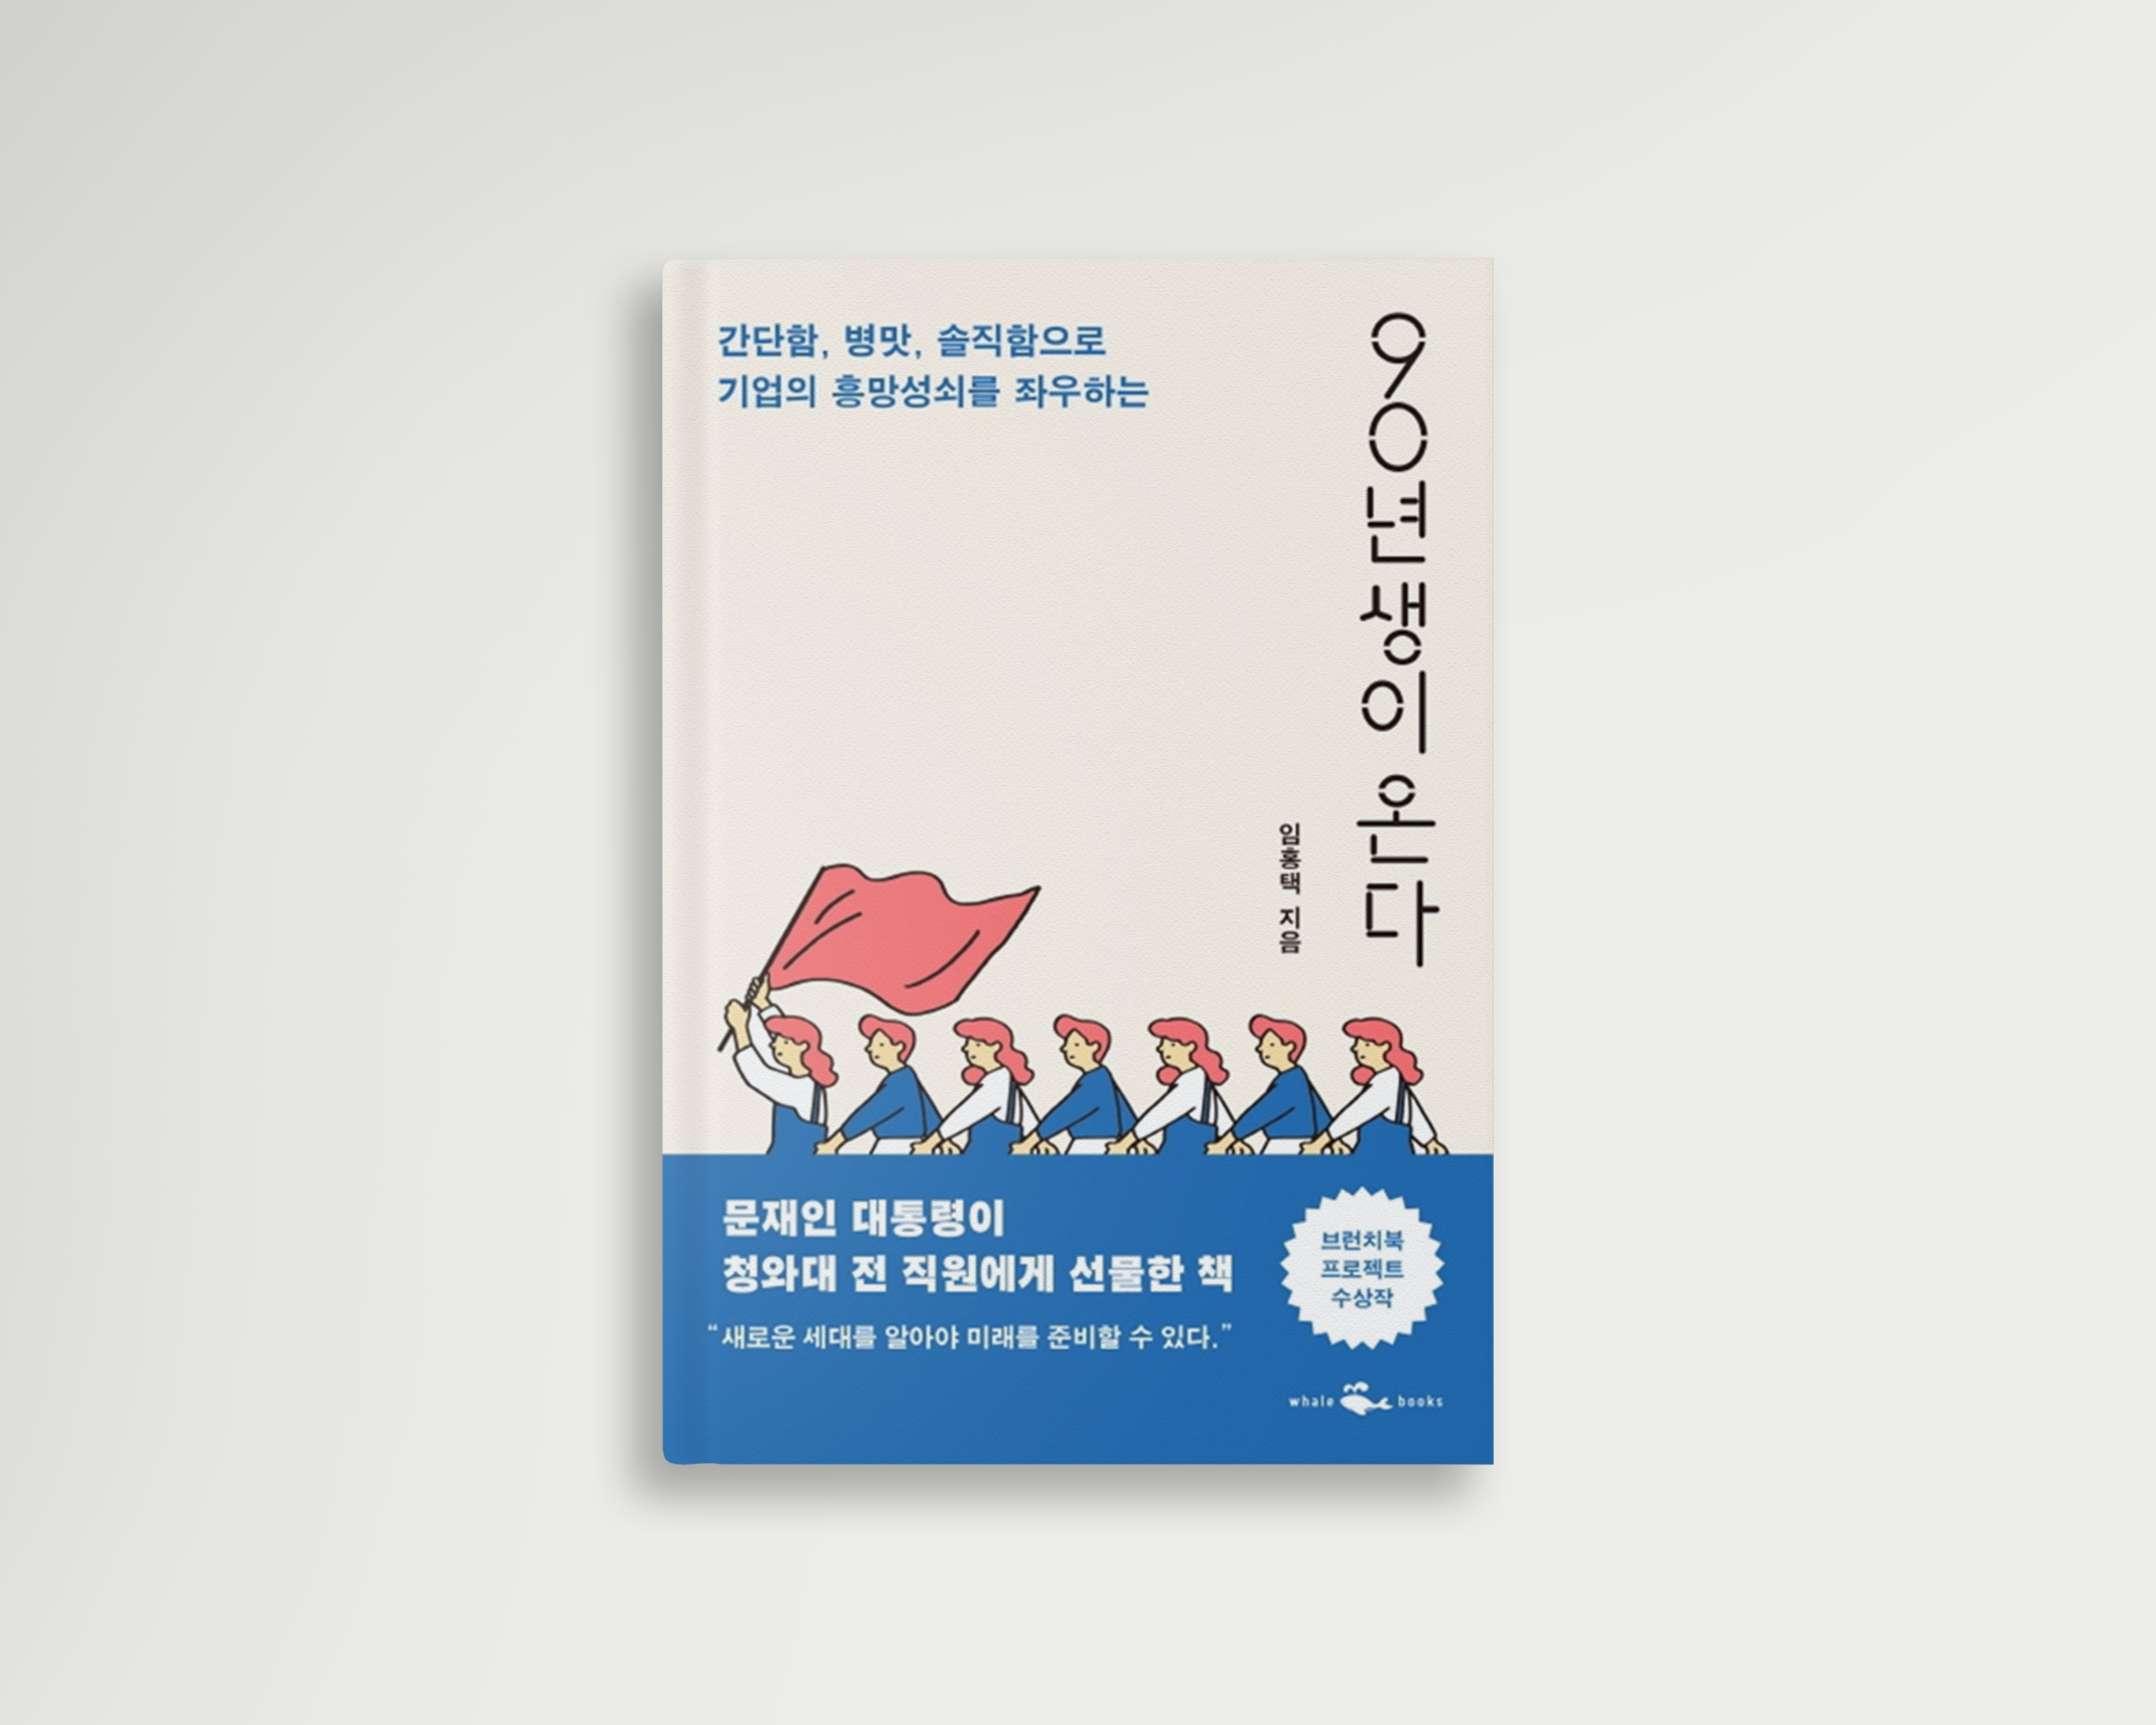 간단함, 병맛, 솔직함으로
기업의 흥망성쇠를 좌우하는
90년생이 온다
임홍택 지음
문재인 대통령이
청와대 전 직원에게 선물한 책
“새로운 세대를 알아야 미래를 준비할 수 있다.”
브런치북
프로젝트
수상작
whale books